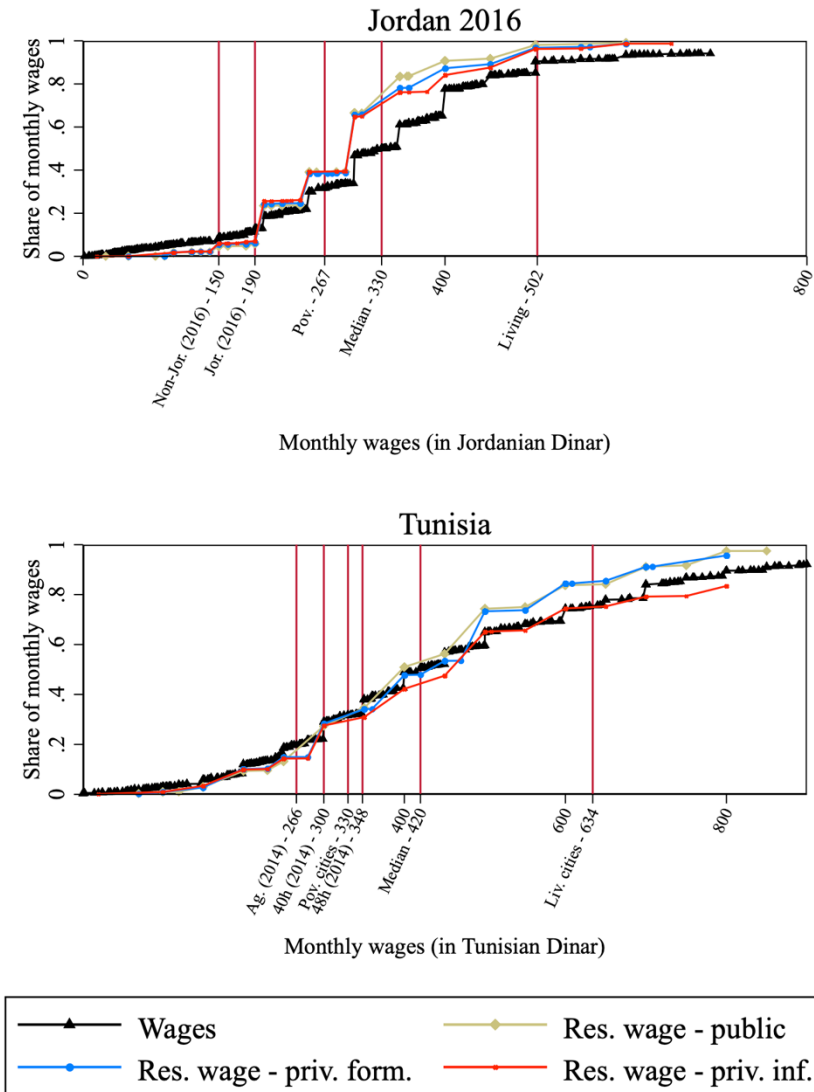 Jordan 2016
Share of monthly wages
0 .2 .4 .6 .8 1
0
Non-Jor. (2016) - 150
Jor. (2016) - 190
Pov. - 267
Median - 330
400
Living - 502
800
Monthly wages (in Jordanian Dinar)
Tunisia
Share of monthly wages
0 .2 .4 .6 .8 1
Ag. (2014) - 266
40h (2014) - 300
Pov. cities - 330
48h (2014) - 348
400
Median - 420
600
Liv. cities - 634
800
Monthly wages (in Tunisian Dinar)
Wages
Res. wage - public
Res. wage - priv. form.
Res. wage - priv. inf.